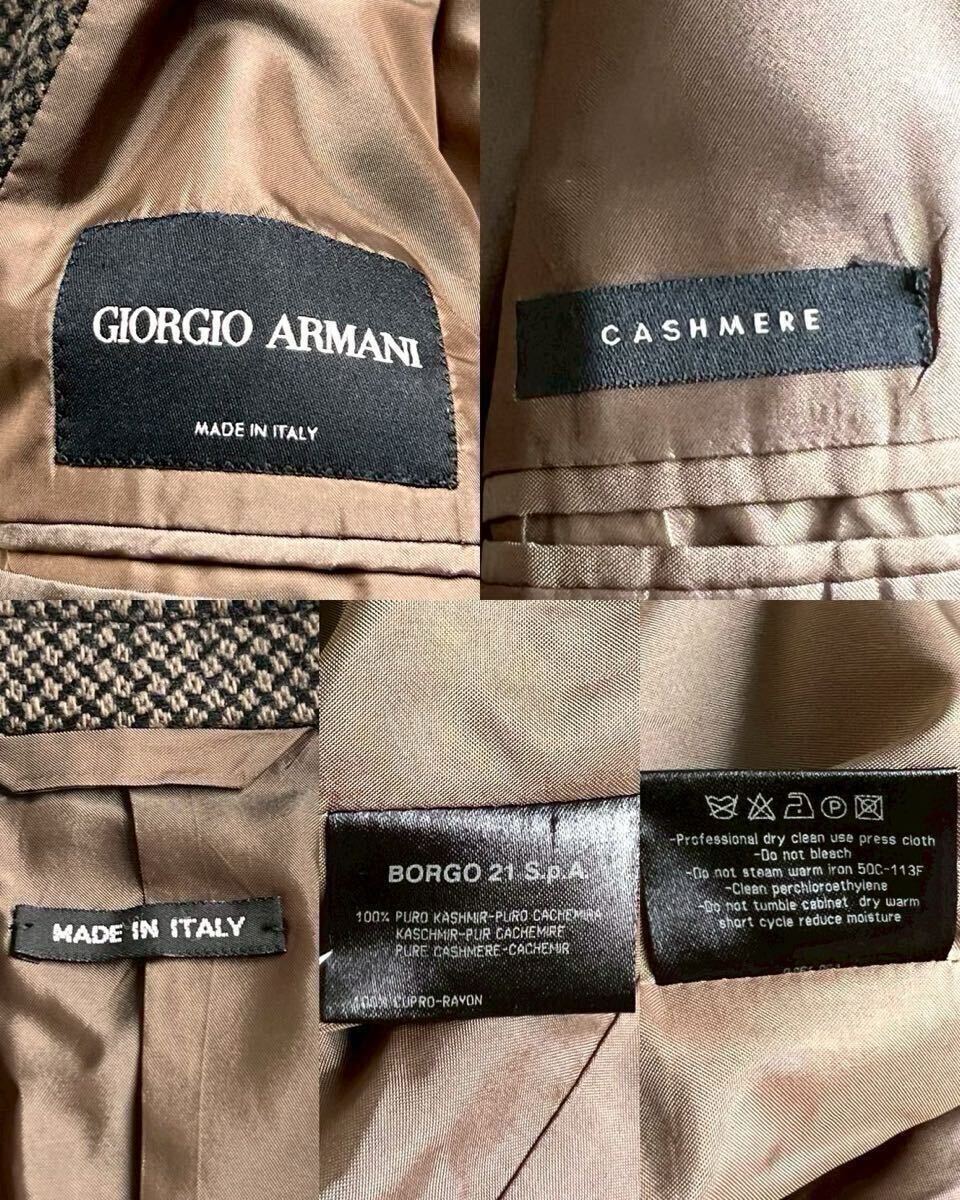 GIORGIO ARMANI
MADE IN ITALY
CASHMERE
MADE IN ITALY
BORGO 21 S.p.A.
100% PURO KASHMIR-PURO CACHEMIRA
KASCHMIR-PUR CACHEMIRE
PURE CASHMERE-CACHEMIR
100% CUPRO-RAYON
P
-Professional dry clean use press cloth
-Do not bleach
-Do not steam warm iron 50C-113F
-Clean perchloroethylene
-Do not tumble cabinet dry warm
short cycle reduce moisture